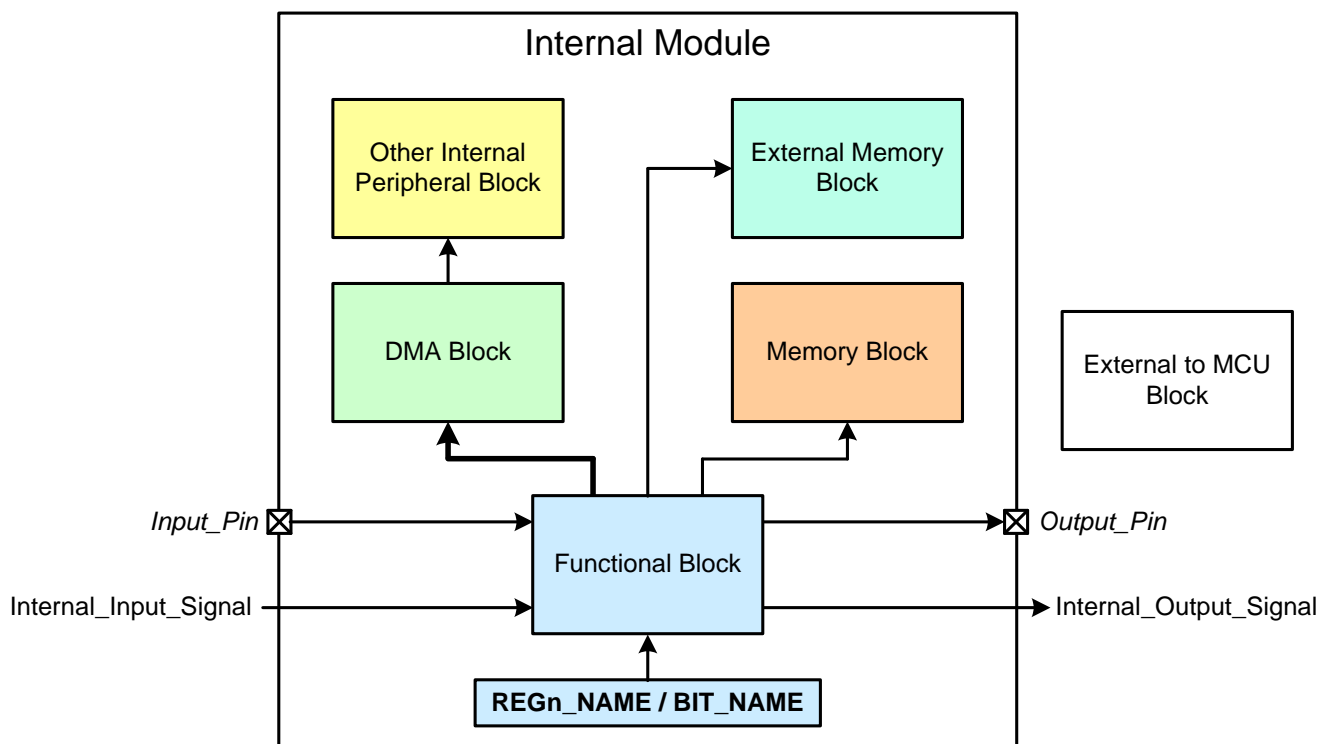 Internal Module
Other Internal
Peripheral Block
External Memory
Block
DMA Block
Memory Block
External to MCU
Block
Input_Pin
Output_Pin
Functional Block
Internal_Input_Signal
Internal_Output_Signal
REGn_NAME / BIT_NAME